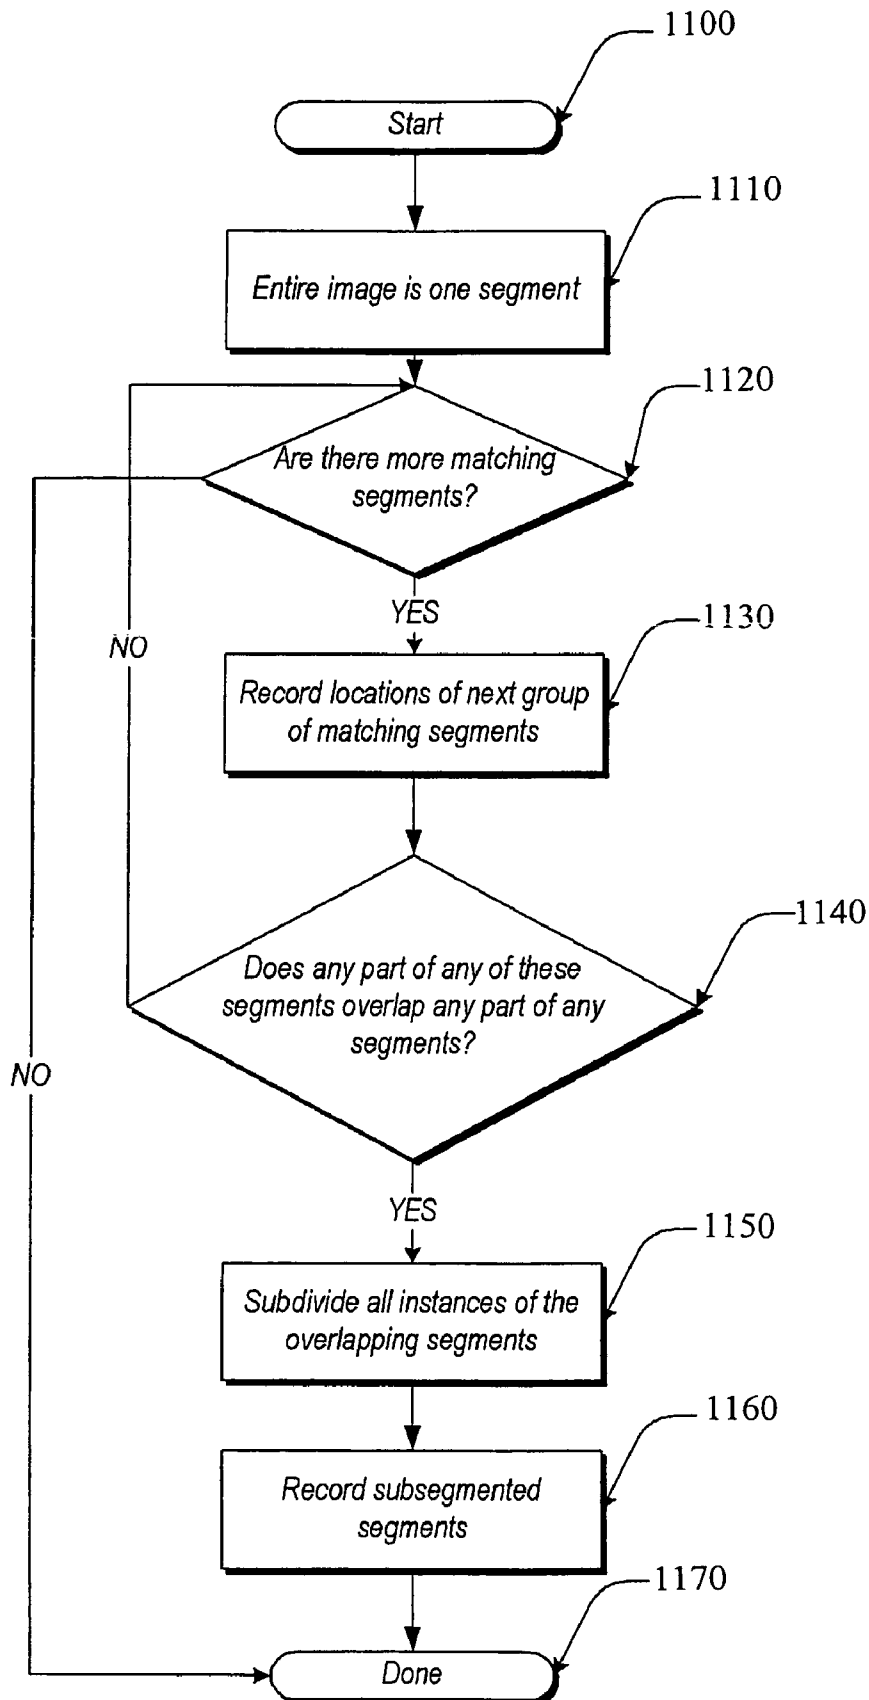 1100
Start
1110
Entire image is one segment
1120
Are there more matching
segments?
YES
1130
NO
Record locations of next group
of matching segments
1140
Does any part of any of these
segments overlap any part of any
segments?
NO
YES
1150
Subdivide all instances of the
overlapping segments
1160
Record subsegmented
segments
1170
Done